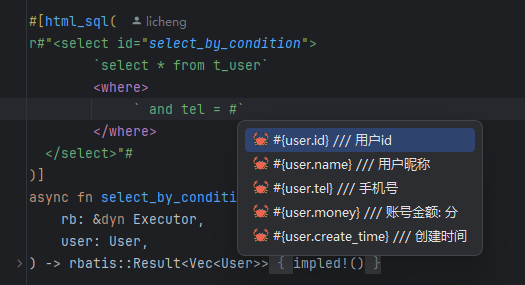 #[html_sql( licheng
r#"<select id="select_by_condition">
`select * from t_user`
<where>
` and tel = #`
</where>
</select>"#
)]
async fn select_by_conditi
rb: &dyn Executor,
user: User,
) -> rbatis::Result<Vec<User>> { impled!() }
#{user.id} /// 用户id
#{user.name} /// 用户昵称
#{user.tel} /// 手机号
#{user.money} /// 账号金额: 分
#{user.create_time} /// 创建时间